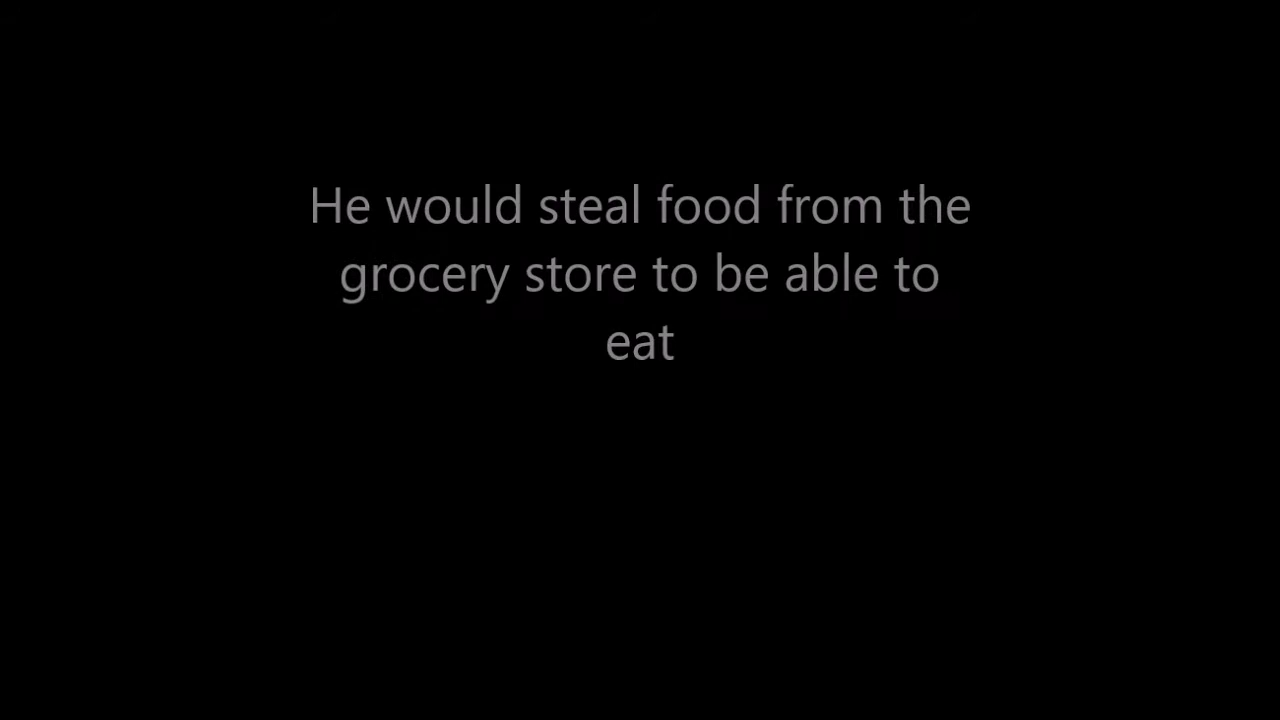 He would steal food from the
grocery store to be able to
eat